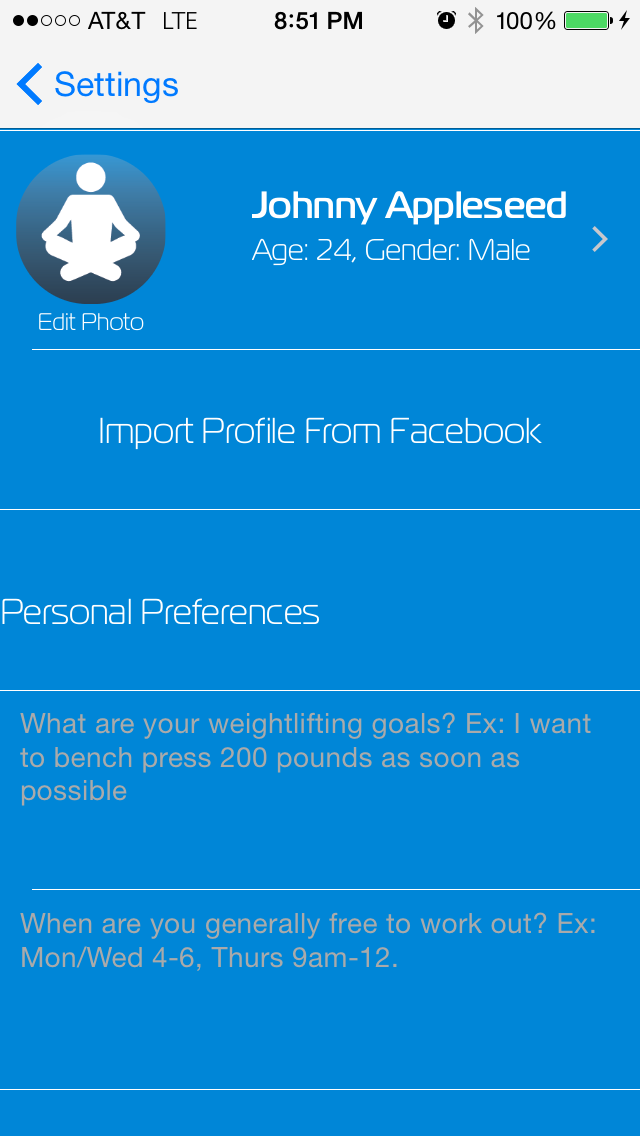 AT&T LTE 8:51 PM 100%
Settings
Johnny Appleseed
Age: 24, Gender: Male
Edit Photo
Import Profile From Facebook
Personal Preferences
What are your weightlifting goals? Ex: I want
to bench press 200 pounds as soon as
possible
When are you generally free to work out? Ex:
Mon/Wed 4-6, Thurs 9am-12.